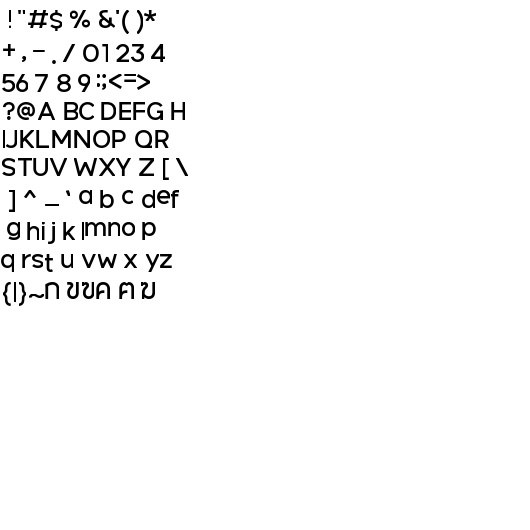 ! " # $ % & ' ( ) *
+ , - . / 0 1 2 3 4
5 6 7 8 9 : ; < = >
? @ A B C D E F G H
I J K L M N O P Q R
S T U V W X Y Z [ \
] ^ _ ` a b c d e f
g h i j k l m n o p
q r s t u v w x y z
{ | } ~ ก ข ฃ ค ฅ ฆ